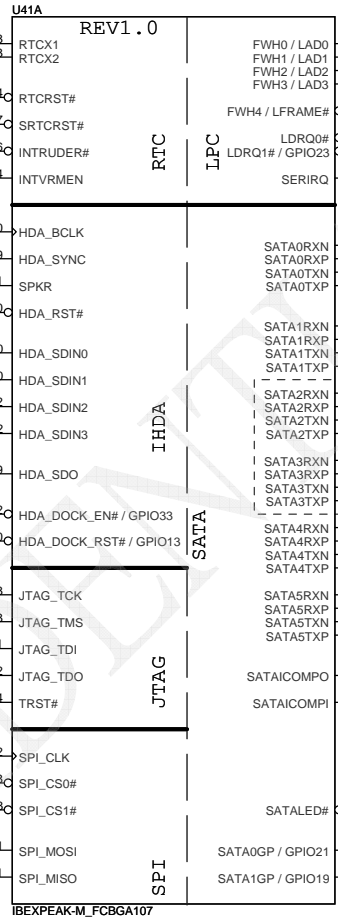 U41A
REV1.0
RTCX1
RTCX2
RTCRST#
SRTCRST#
INTRUDER#
INTVRMEN
RTC
LPC
FWH0 / LAD0
FWH1 / LAD1
FWH2 / LAD2
FWH3 / LAD3
FWH4 / LFRAME#
LDRQ0#
LDRQ1# / GPIO23
SERIRQ
HDA_BCLK
HDA_SYNC
SPKR
HDA_RST#
HDA_SDIN0
HDA_SDIN1
HDA_SDIN2
HDA_SDIN3
HDA_SDO
HDA_DOCK_EN# / GPIO33
HDA_DOCK_RST# / GPIO13
IHDA
SATA
SATA0RXN
SATA0RXP
SATA0TXN
SATA0TXP
SATA1RXN
SATA1RXP
SATA1TXN
SATA1TXP
SATA2RXN
SATA2RXP
SATA2TXN
SATA2TXP
SATA3RXN
SATA3RXP
SATA3TXN
SATA3TXP
SATA4RXN
SATA4RXP
SATA4TXN
SATA4TXP
SATA5RXN
SATA5RXP
SATA5TXN
SATA5TXP
SATAICOMPO
SATAICOMPI
JTAG_TCK
JTAG_TMS
JTAG_TDI
JTAG_TDO
TRST#
JTAG
SPI_CLK
SPI_CS0#
SPI_CS1#
SPI_MOSI
SPI_MISO
SPI
SATALED#
SATA0GP / GPIO21
SATA1GP / GPIO19
IBEXPEAK-M_FCBGA107